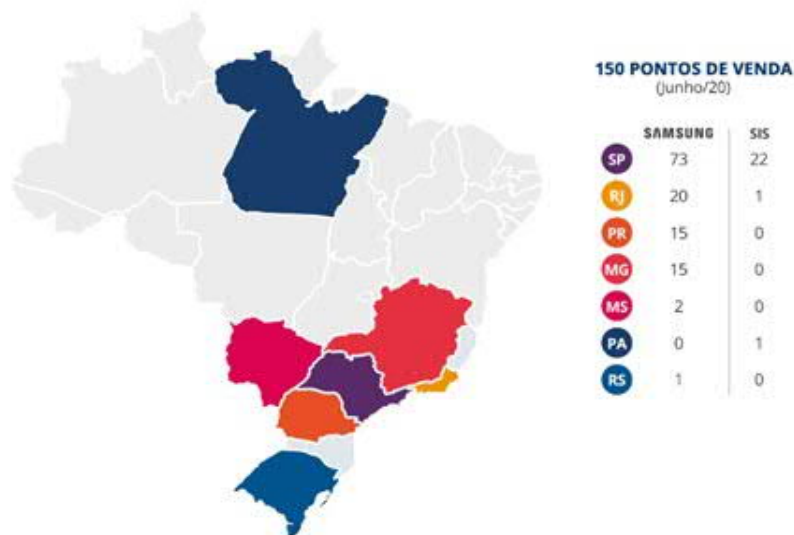 150 PONTOS DE VENDA
(Junho/20)
SAMSUNG SIS
SP 73 22
RJ 20 1
PR 15 0
MG 15 0
MS 2 0
PA 0 1
RS 1 0